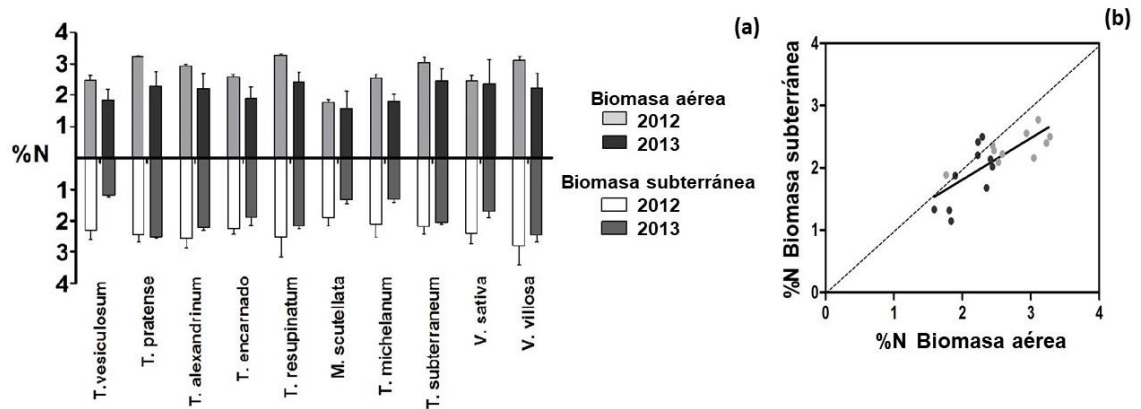 4
3
2
1
%N
1
2
3
4
T.vesiculosum
T. pratense
T. alexandrinum
T. encarnado
T. resupinatum
M. scutellata
T. michelanum
T. subterraneum
V. sativa
V. villosa
(a)
Biomasa aérea
2012
2013
Biomasa subterránea
2012
2013
(b)
%N Biomasa subterránea
4
3
2
1
0
0 1 2 3 4
%N Biomasa aérea